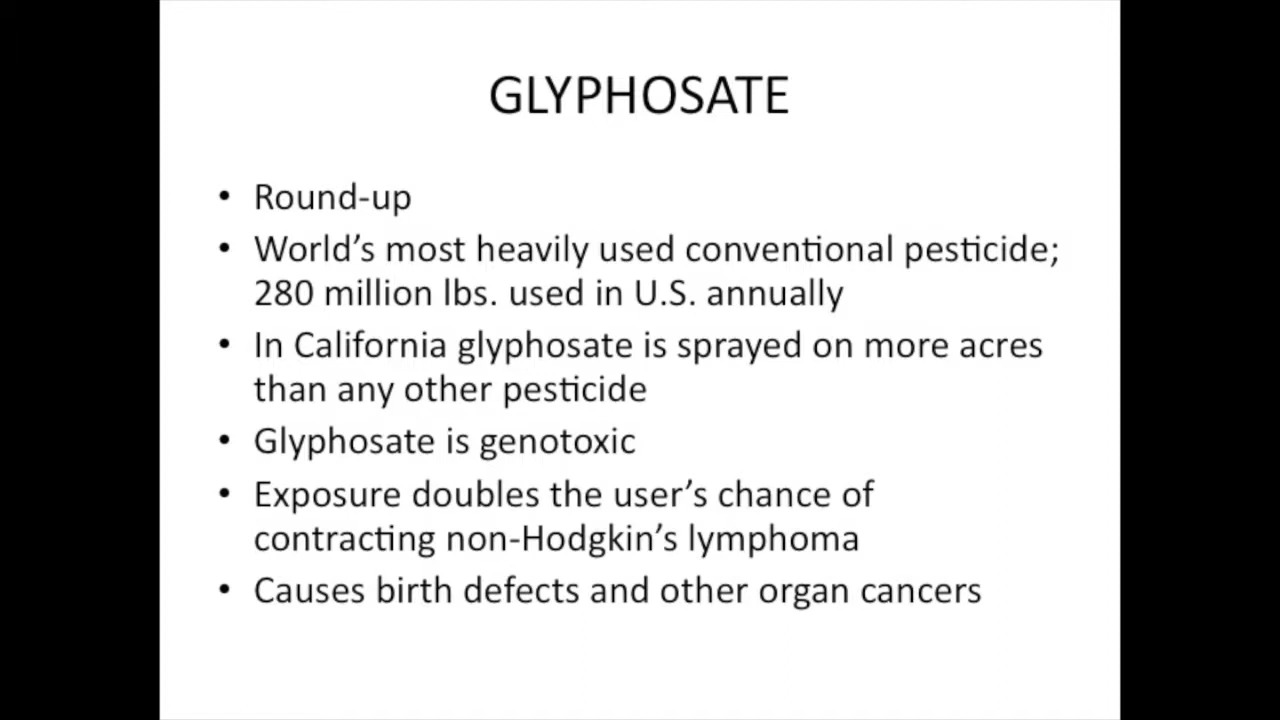 GLYPHOSATE
• Round-up
• World's most heavily used conventional pesticide;
280 million lbs. used in U.S. annually
• In California glyphosate is sprayed on more acres
than any other pesticide
• Glyphosate is genotoxic
• Exposure doubles the user's chance of
contracting non-Hodgkin's lymphoma
• Causes birth defects and other organ cancers